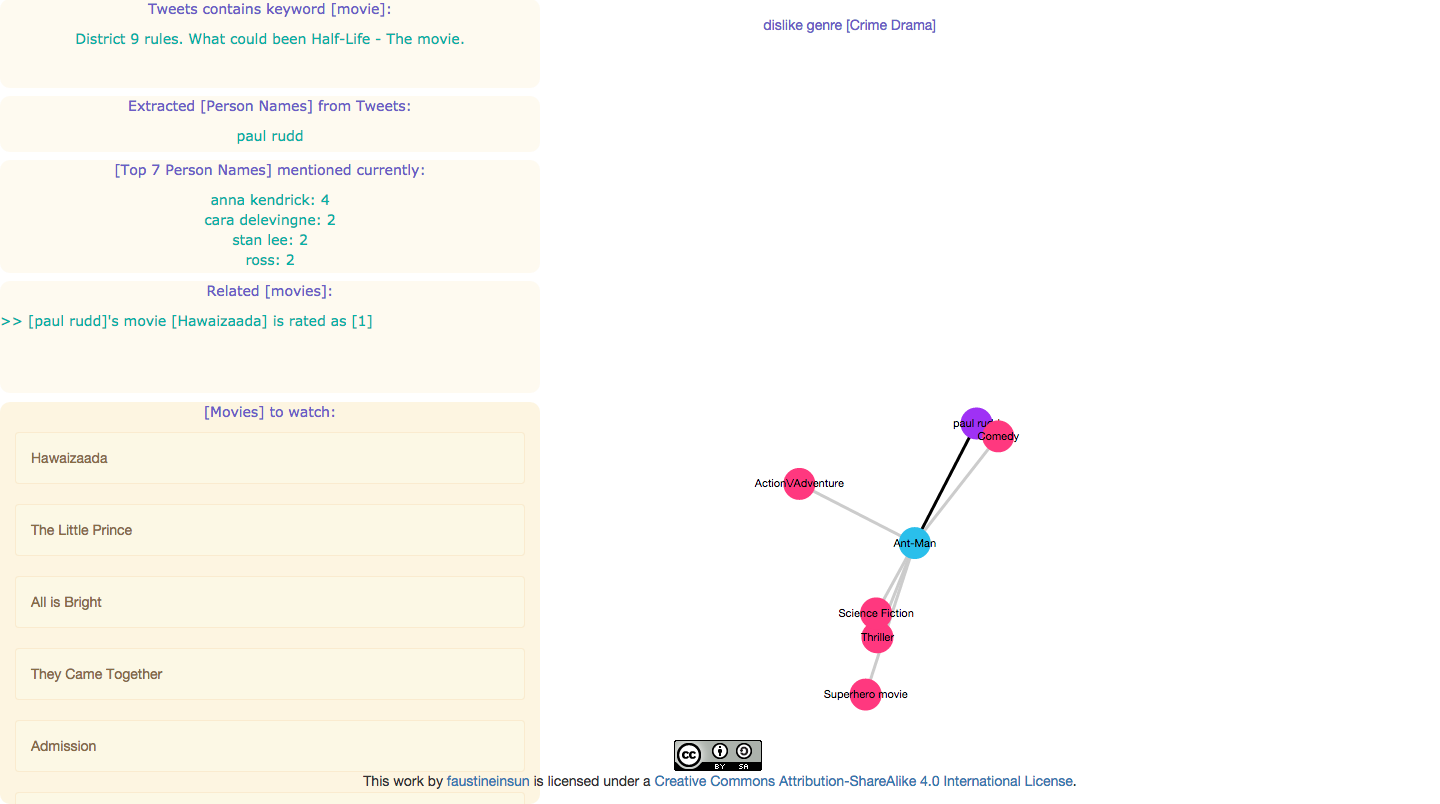 Tweets contains keyword [movie]:
District 9 rules. What could been Half-Life - The movie.
Extracted [Person Names] from Tweets:
paul rudd
[Top 7 Person Names] mentioned currently:
anna kendrick: 4
cara delevingne: 2
stan lee: 2
ross: 2
Related [movies]:
>> [paul rudd]'s movie [Hawaizaada] is rated as [1]
[Movies] to watch:
Hawaizaada
The Little Prince
All is Bright
They Came Together
Admission
dislike genre [Crime Drama]
paul rudd
Comedy
Action\/Adventure
Ant-Man
Science Fiction
Thriller
Superhero movie
cc
BY SA
This work by faustineinsun is licensed under a Creative Commons Attribution-ShareAlike 4.0 International License.